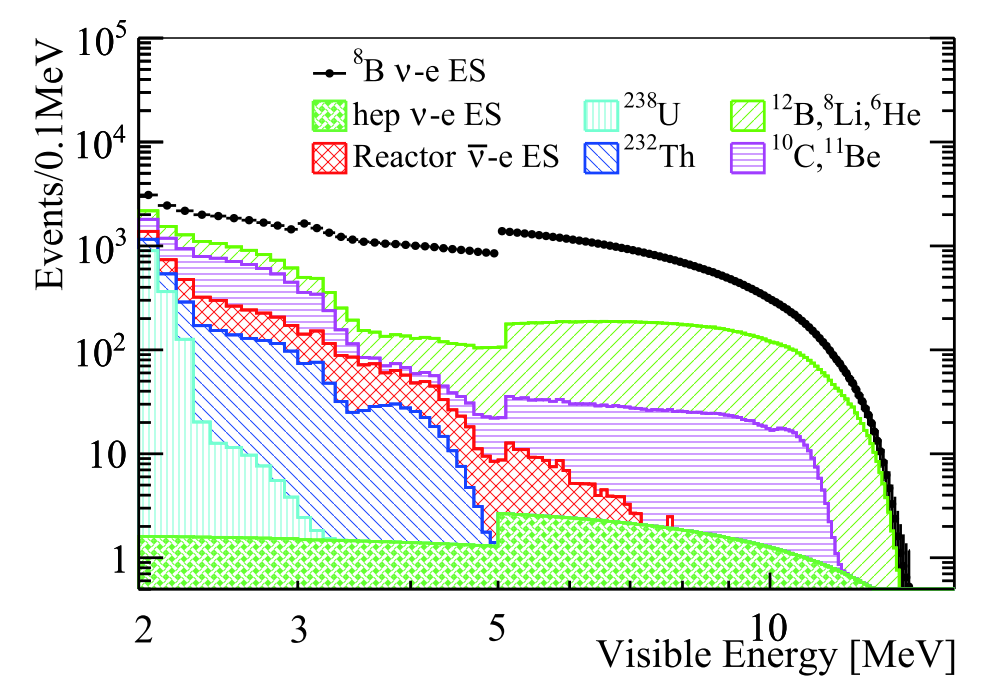 10⁵
10⁴
10³
10²
10
1
Events/0.1MeV
⁸B ν-e ES
hep ν-e ES
²³⁸U
¹²B,⁸Li,⁶He
Reactor ν̅-e ES
²³²Th
¹⁰C,¹¹Be
2 3 5 10
Visible Energy [MeV]